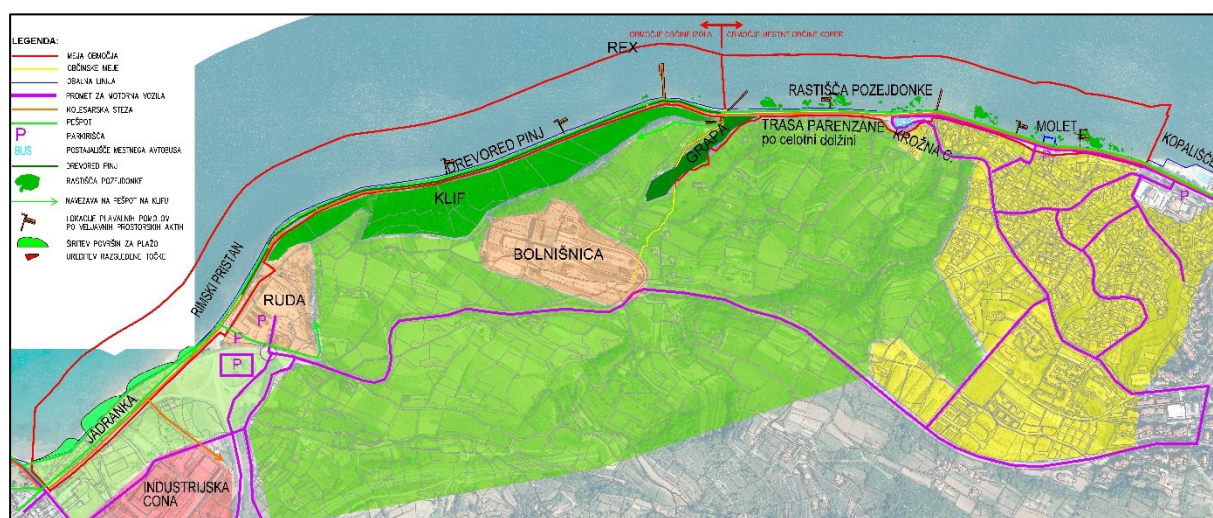 LEGENDA:
MEJA OBMOČJA
OBČINSKE MEJE
OBALNA LINIJA
PROMET ZA MOTORNA VOZILA
KOLESARSKA STEZA
PEŠPOT
P PARKIRIŠČA
BUS POSTAJALIŠČE MESTNEGA AVTOBUSA
DREVORED PINJ
RASTIŠČA POZEJDONKE
NAVEZAVA NA PEŠPOT NA KLIFU
LOKACIJE PLAVALNIH POMOLOV
PO VELJAVNIH PROSTORSKIH AKTIH
ŠIRITEV POVRŠIN ZA PLAŽO
UREDITEV RAZGLEDNE TOČKE
OBMOČJE OBČINE IZOLA
OBMOČJE MESTNE OBČINE KOPER
REX
RASTIŠČA POZEJDONKE
DREVORED PINJ
GRAPA
TRASA PARENZANE
po celotni dolžini
KROŽNA C.
MOLET
P
KOPALIŠČE
P
KLIF
BOLNIŠNICA
RIMSKI PRISTAN
RUDA
P
P
P
JADRANKA
INDUSTRIJSKA
CONA